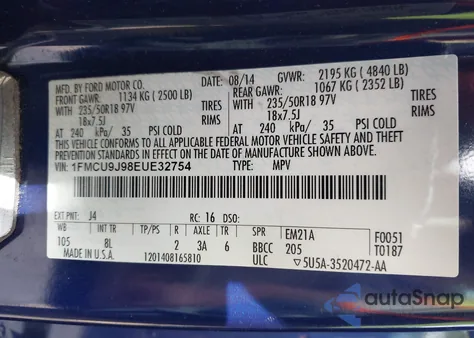 MFD. BY FORD MOTOR CO.
DATE: 08/14 GVWR: 2195 KG ( 4840 LB)
FRONT GAWR: 1134 KG ( 2500 LB) REAR GAWR: 1067 KG ( 2352 LB)
WITH WITH
235/50R18 97V TIRES 235/50R18 97V TIRES
18x7.5J RIMS 18x7.5J RIMS
AT 240 kPa/ 35 PSI COLD AT 240 kPa/ 35 PSI COLD
THIS VEHICLE CONFORMS TO ALL APPLICABLE FEDERAL MOTOR VEHICLE SAFETY
AND THEFT PREVENTION STANDARDS IN EFFECT ON THE DATE OF MANUFACTURE SHOWN ABOVE.
VIN: 1FMCU9J98EUE32754 TYPE: MPV
EXT PNT: J4 RC: 16 DSO:
WB INT TR TP/PS R AXLE TR SPR EM21A F0051
105 8L 2 3A 6 BBCC 205 T0187
MADE IN U.S.A. 1201408165810 ULC 5U5A-3520472-AA
autoSnap